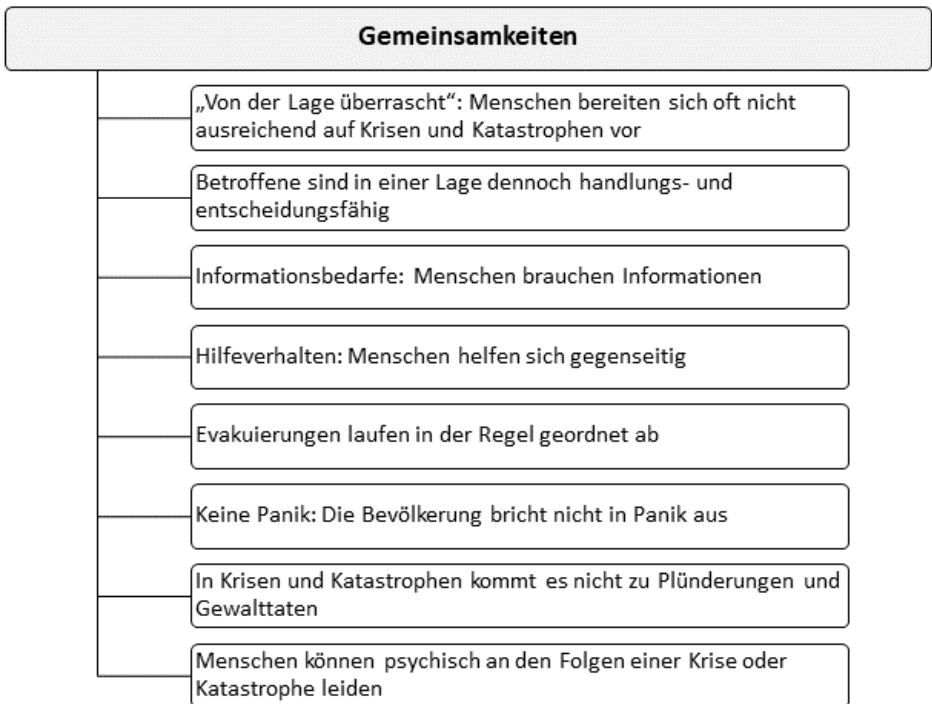 Gemeinsamkeiten
„Von der Lage überrascht“: Menschen bereiten sich oft nicht
ausreichend auf Krisen und Katastrophen vor
Betroffene sind in einer Lage dennoch handlungs- und
entscheidungsfähig
Informationsbedarfe: Menschen brauchen Informationen
Hilfeverhalten: Menschen helfen sich gegenseitig
Evakuierungen laufen in der Regel geordnet ab
Keine Panik: Die Bevölkerung bricht nicht in Panik aus
In Krisen und Katastrophen kommt es nicht zu Plünderungen und
Gewalttaten
Menschen können psychisch an den Folgen einer Krise oder
Katastrophe leiden